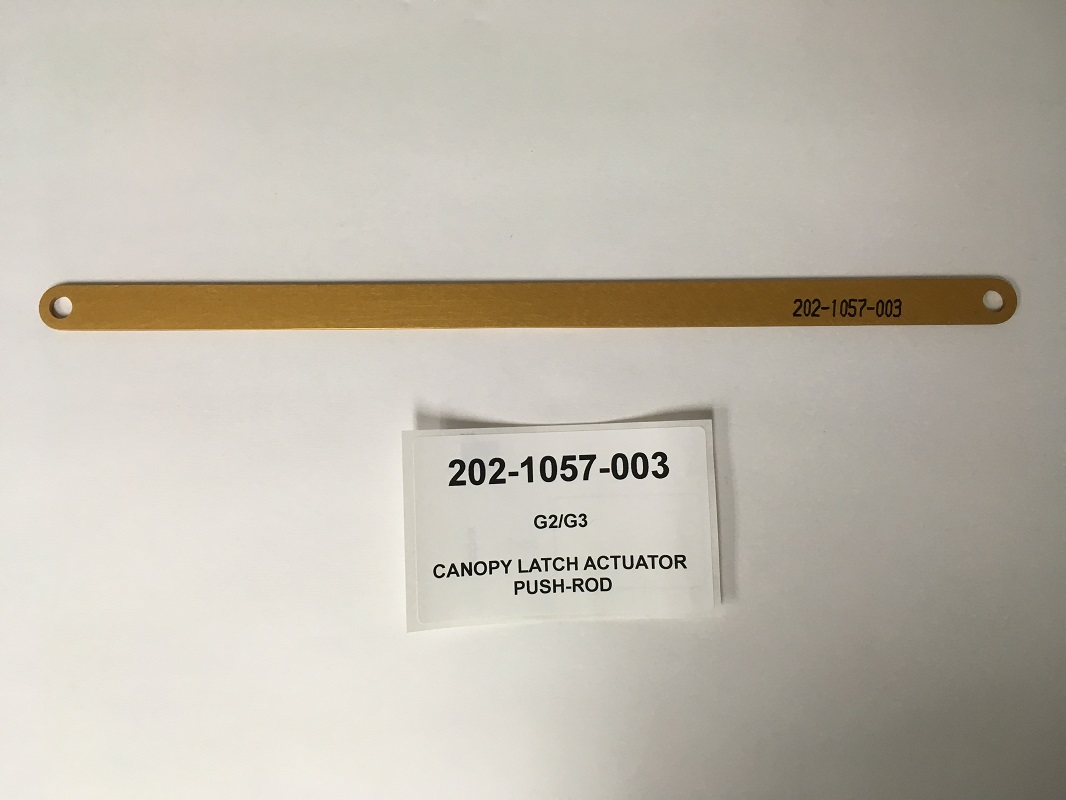 202-1057-003
202-1057-003
G2/G3
CANOPY LATCH ACTUATOR
PUSH-ROD